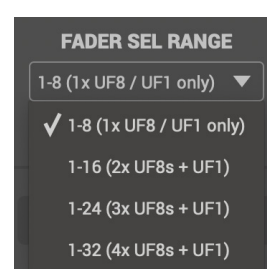 FADER SEL RANGE
1-8 (1x UF8 / UF1 only)
1-8 (1x UF8 / UF1 only)
1-16 (2x UF8s + UF1)
1-24 (3x UF8s + UF1)
1-32 (4x UF8s + UF1)